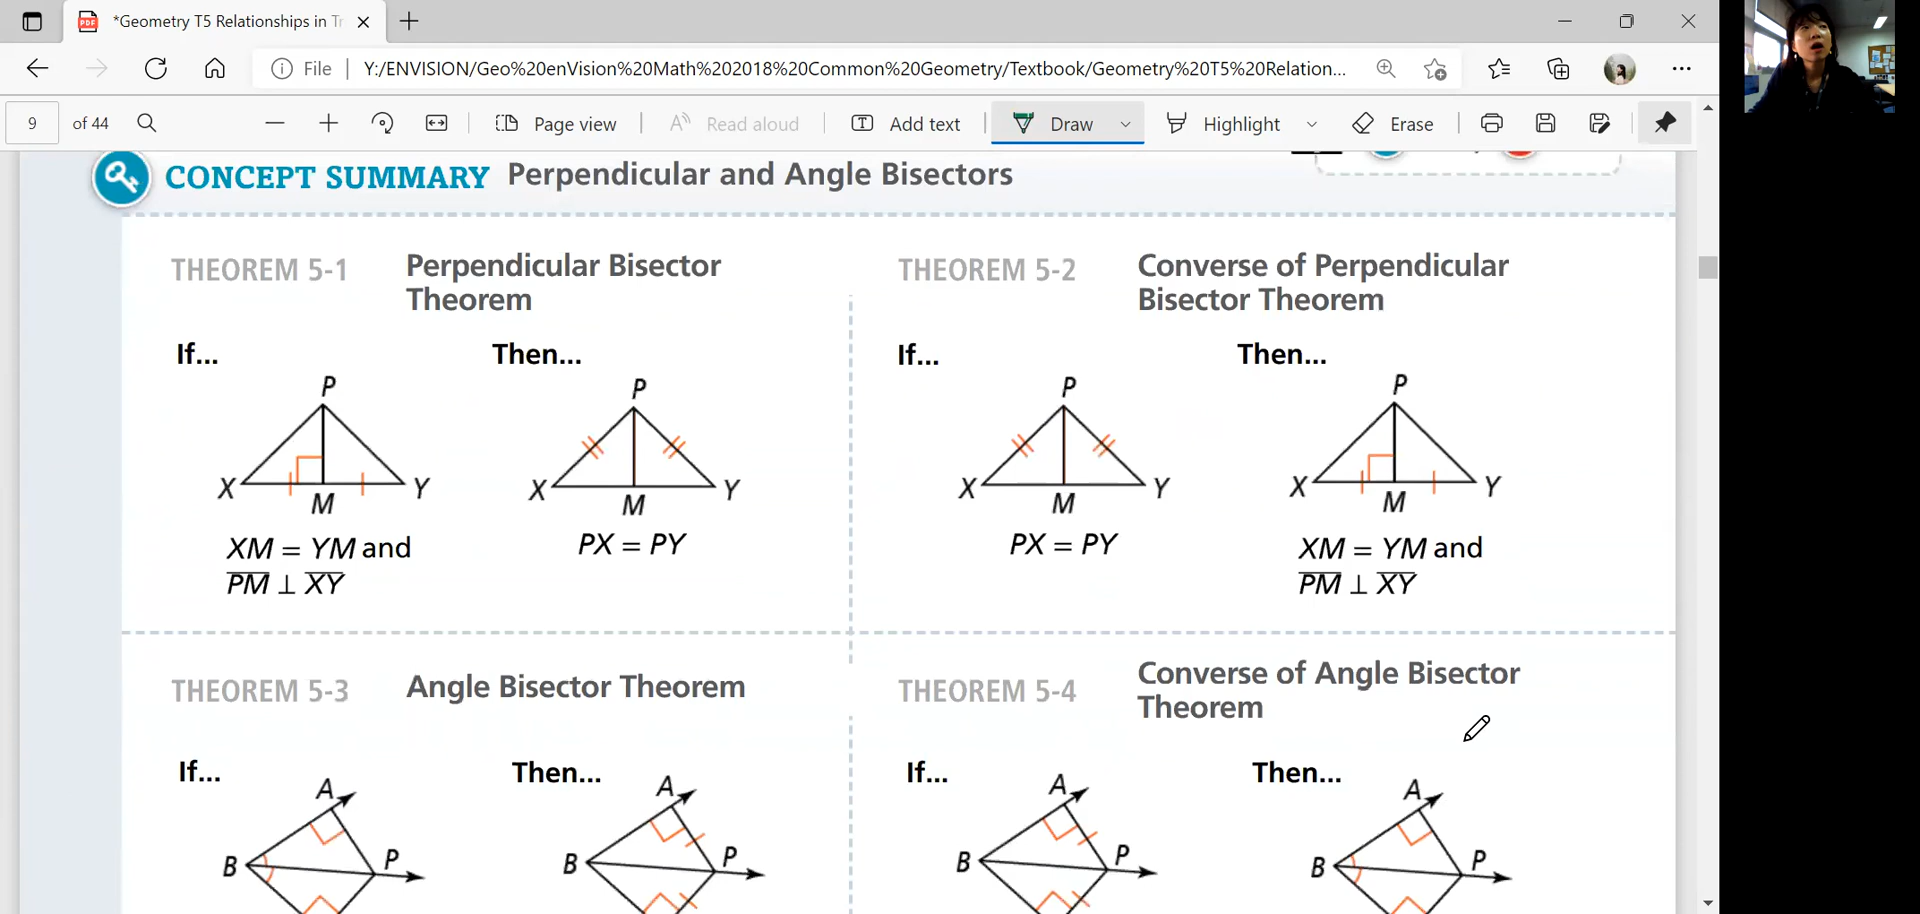 *Geometry T5 Relationships in Tr
File
Y:/ENVISION/Geo%20enVision%20Math%202018%20Common%20Geometry/Textbook/Geometry%20T5%20Relation...
9 of 44
Page view
Read aloud
Add text
Draw
Highlight
Erase
CONCEPT SUMMARY Perpendicular and Angle Bisectors
THEOREM 5-1 Perpendicular Bisector
Theorem
If... Then...
P
X
M
Y
XM = YM and
PM ⊥ XY
P
X
M
Y
PX = PY
THEOREM 5-2 Converse of Perpendicular
Bisector Theorem
If... Then...
P
X
M
Y
PX = PY
P
X
M
Y
XM = YM and
PM ⊥ XY
THEOREM 5-3 Angle Bisector Theorem
If... Then...
A
B
P
A
B
P
THEOREM 5-4 Converse of Angle Bisector
Theorem
If... Then...
A
B
P
A
B
P